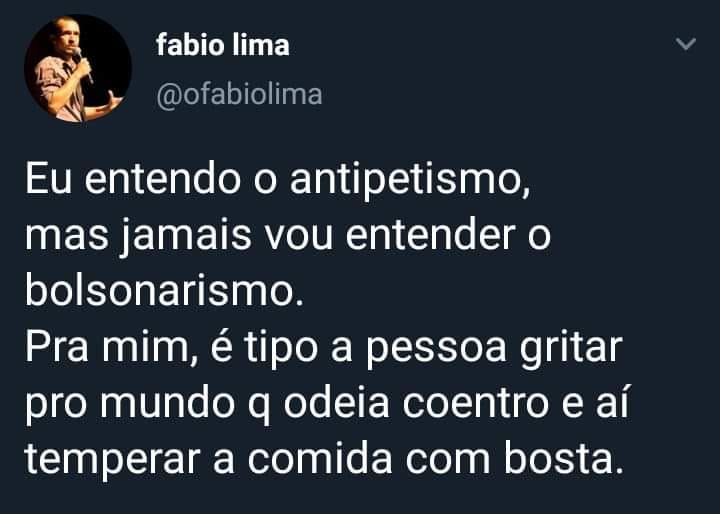 fabio lima
@ofabiolima
Eu entendo o antipetismo,
mas jamais vou entender o
bolsonarismo.
Pra mim, é tipo a pessoa gritar
pro mundo q odeia coentro e aí
temperar a comida com bosta.